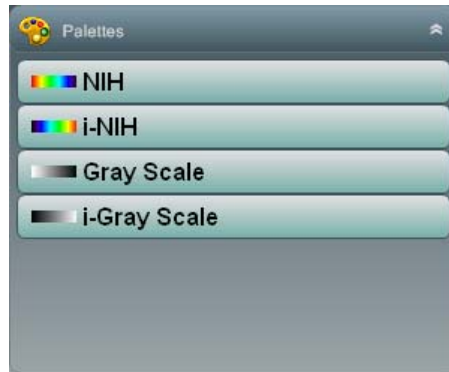 Palettes
NIH
i-NIH
Gray Scale
i-Gray Scale